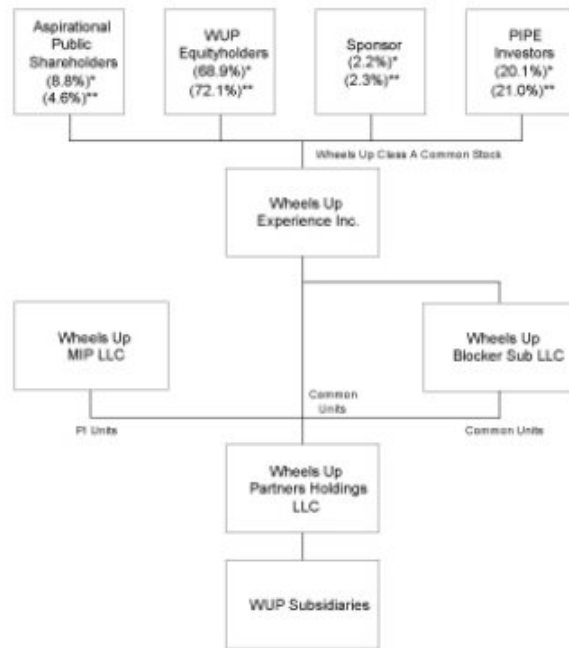 Aspirational
Public
Shareholders
(8.8%)*
(4.6%)**
WUP
Equityholders
(68.9%)*
(72.1%)**
Sponsor
(2.2%)*
(2.3%)**
PIPE
Investors
(20.1%)*
(21.0%)**
Wheels Up Class A Common Stock
Wheels Up
Experience Inc.
Wheels Up
MIP LLC
Wheels Up
Blocker Sub LLC
Common
Units
PI Units
Common Units
Wheels Up
Partners Holdings
LLC
WUP Subsidiaries